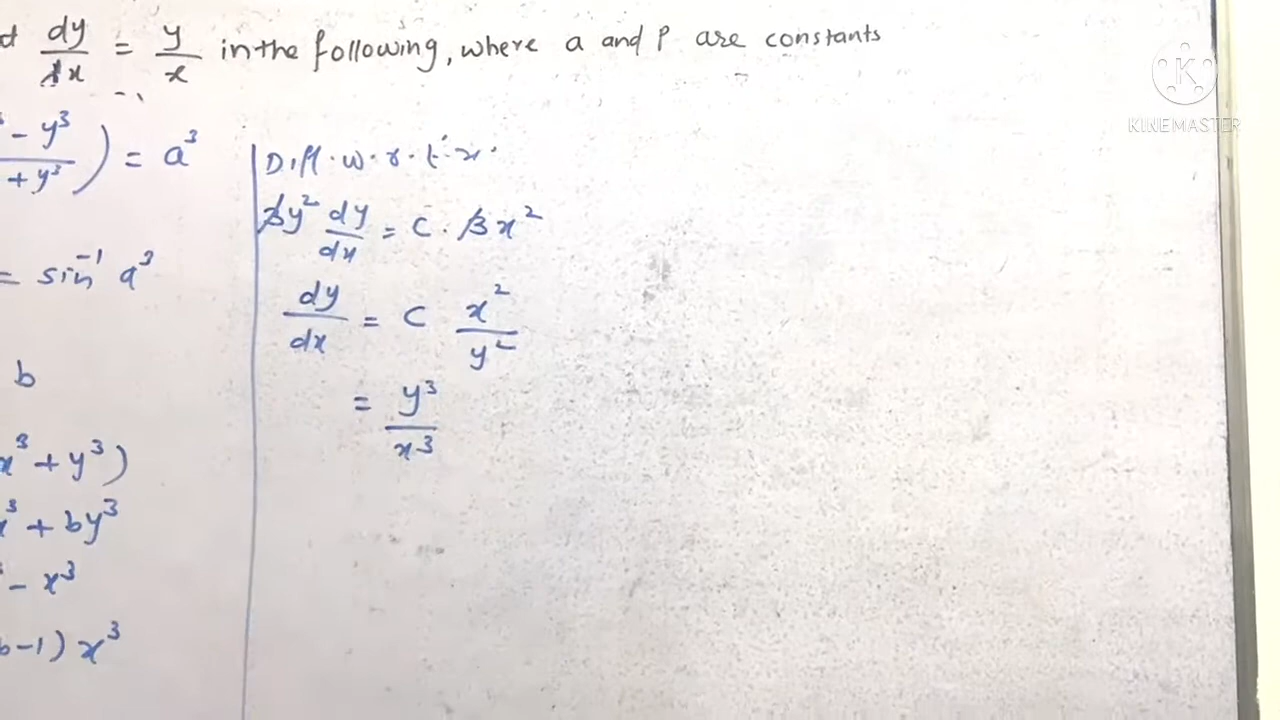 dy/dx = y/x in the following, where a and p are constants
- y³ / + y³ ) = a³
= sin⁻¹ a³
b
x³ + y³)
x³ + by³
- x³
b-1) x³
Diff. w.r.t. x.
3y² dy/dx = c . 3x²
dy/dx = c x²/y²
= y³/x³
KINEMASTER